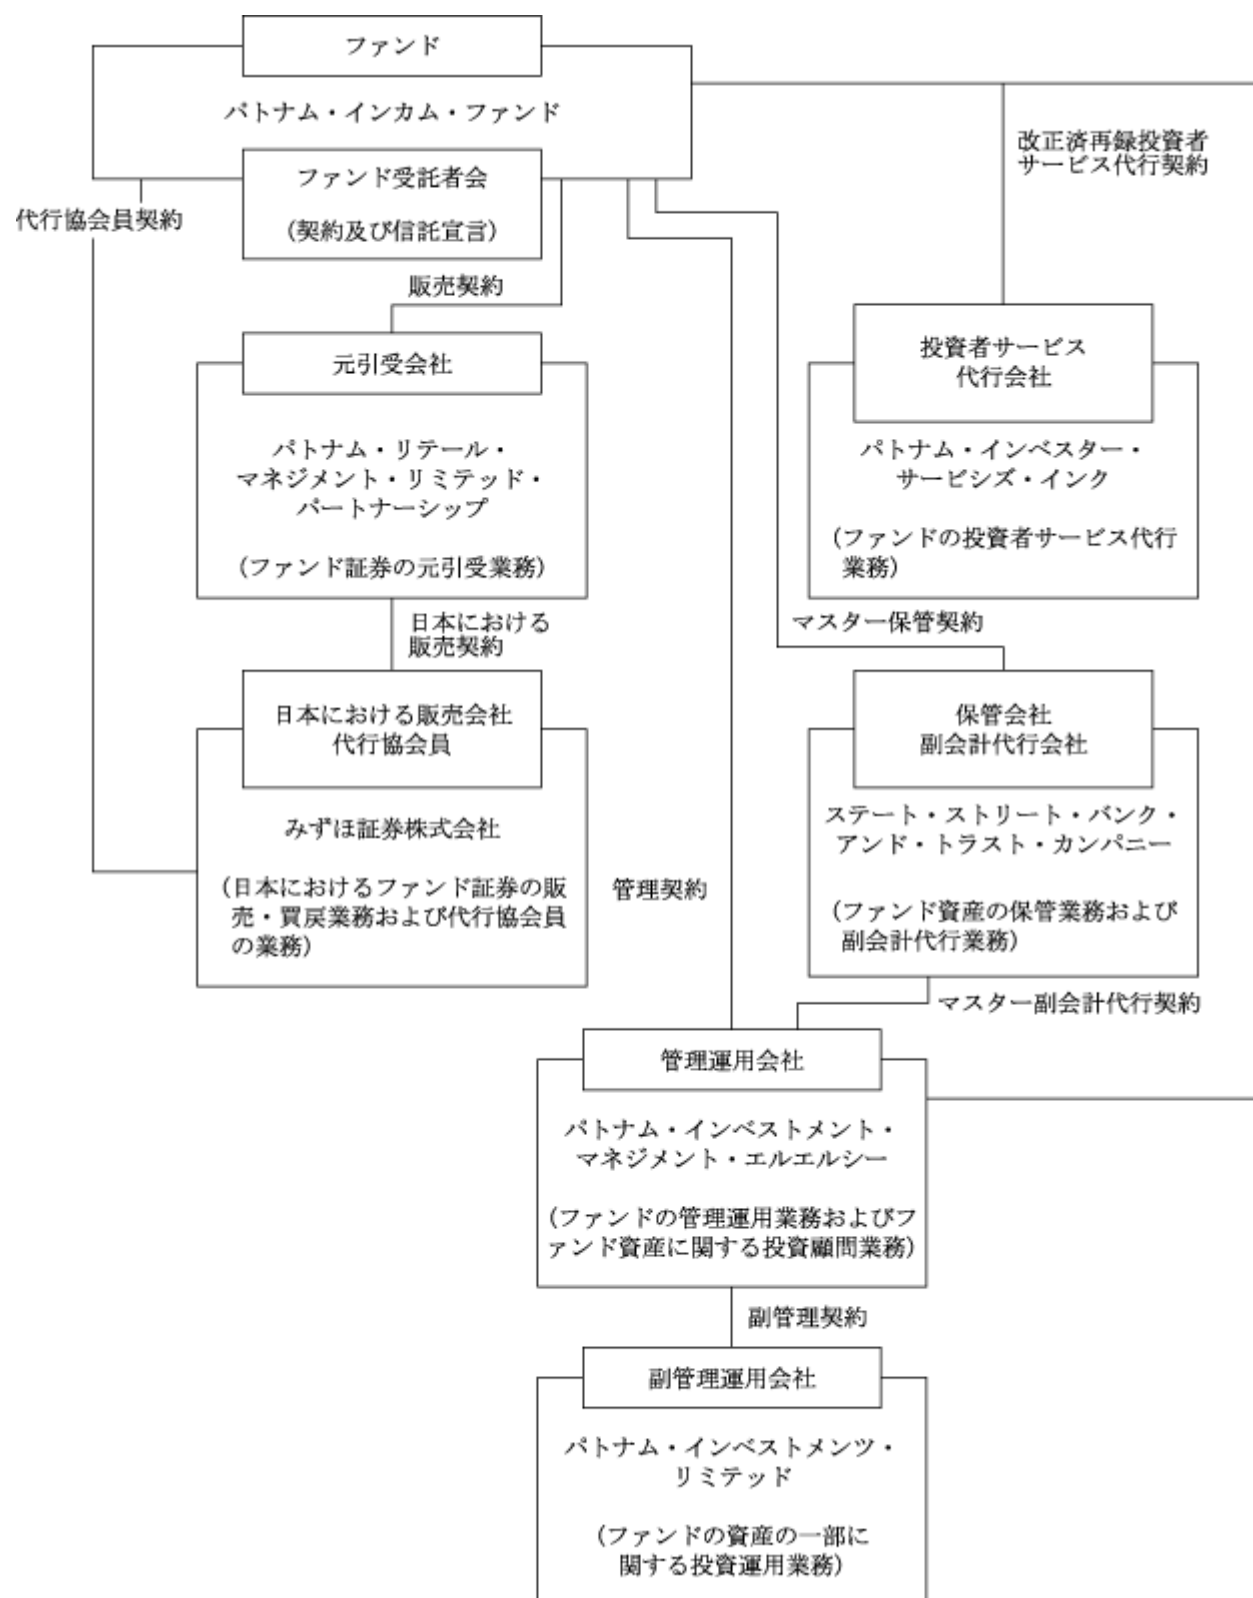 ファンド
パトナム・インカム・ファンド
ファンド受託者会
(契約及び信託宣言)
代行協会員契約
改正済再録投資者
サービス代行契約
販売契約
元引受会社
パトナム・リテール・
マネジメント・リミテッド・
パートナーシップ
(ファンド証券の元引受業務)
投資者サービス
代行会社
パトナム・インベスター・
サービシズ・インク
(ファンドの投資者サービス代行
業務)
日本における
販売契約
マスター保管契約
日本における販売会社
代行協会員
みずほ証券株式会社
(日本におけるファンド証券の販
売・買戻業務および代行協会員
の業務)
管理契約
保管会社
副会計代行会社
ステート・ストリート・バンク・
アンド・トラスト・カンパニー
(ファンド資産の保管業務および
副会計代行業務)
マスター副会計代行契約
管理運用会社
パトナム・インベストメント・
マネジメント・エルエルシー
(ファンドの管理運用業務およびフ
ァンド資産に関する投資顧問業務)
副管理契約
副管理運用会社
パトナム・インベストメンツ・
リミテッド
(ファンドの資産の一部に
関する投資運用業務)